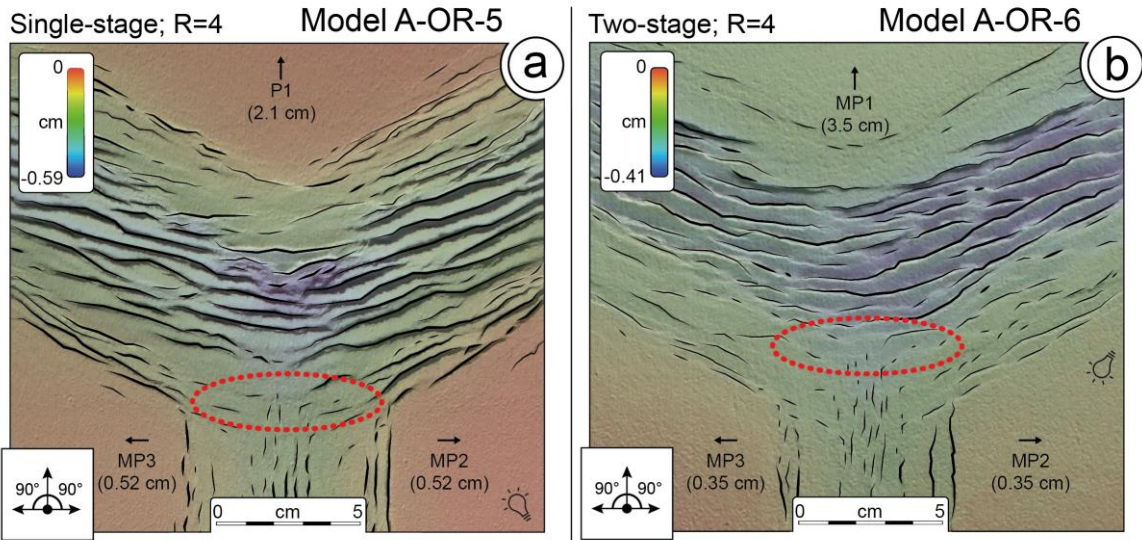 Single-stage; R=4
Model A-OR-5
a
0
cm
-0.59
P1
(2.1 cm)
MP3
(0.52 cm)
MP2
(0.52 cm)
90° 90°
0 cm 5
Two-stage; R=4
Model A-OR-6
b
0
cm
-0.41
MP1
(3.5 cm)
MP3
(0.35 cm)
MP2
(0.35 cm)
90° 90°
0 cm 5